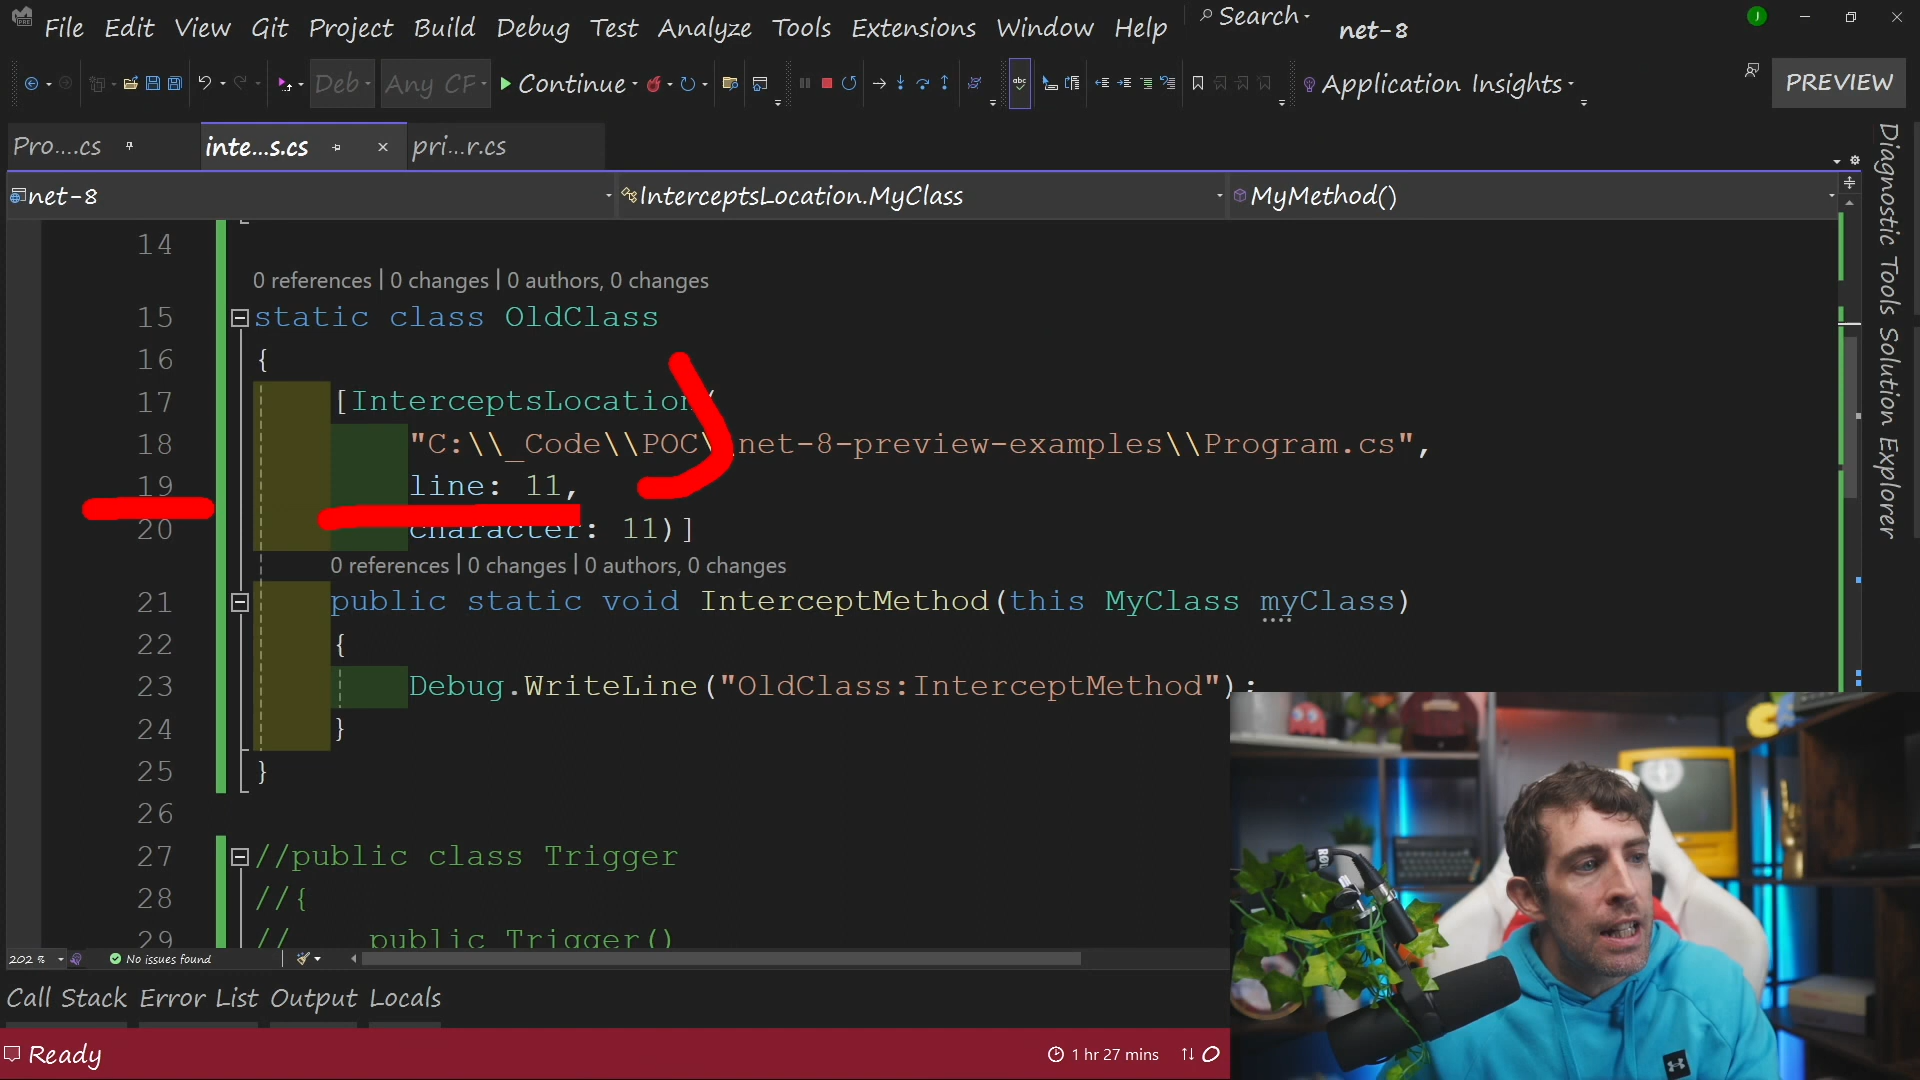 File Edit View Git Project Build Debug Test Analyze Tools Extensions Window Help Search net-8
Deb Any CF Continue Application Insights PREVIEW
Pro....cs inte...s.cs pri...r.cs
net-8 InterceptsLocation.MyClass MyMethod()
14
0 references | 0 changes | 0 authors, 0 changes
15 static class OldClass
16 {
17 [InterceptsLocation(
18 "C:\\_Code\\POC\\net-8-preview-examples\\Program.cs",
19 line: 11,
20 character: 11)]
0 references | 0 changes | 0 authors, 0 changes
21 public static void InterceptMethod(this MyClass myClass)
22 {
23 Debug.WriteLine("OldClass:InterceptMethod");
24 }
25 }
26
27 //public class Trigger
28 //{
29 // public Trigger()
202 % No issues found
Call Stack Error List Output Locals
Ready 1 hr 27 mins
Diagnostic Tools Solution Explorer